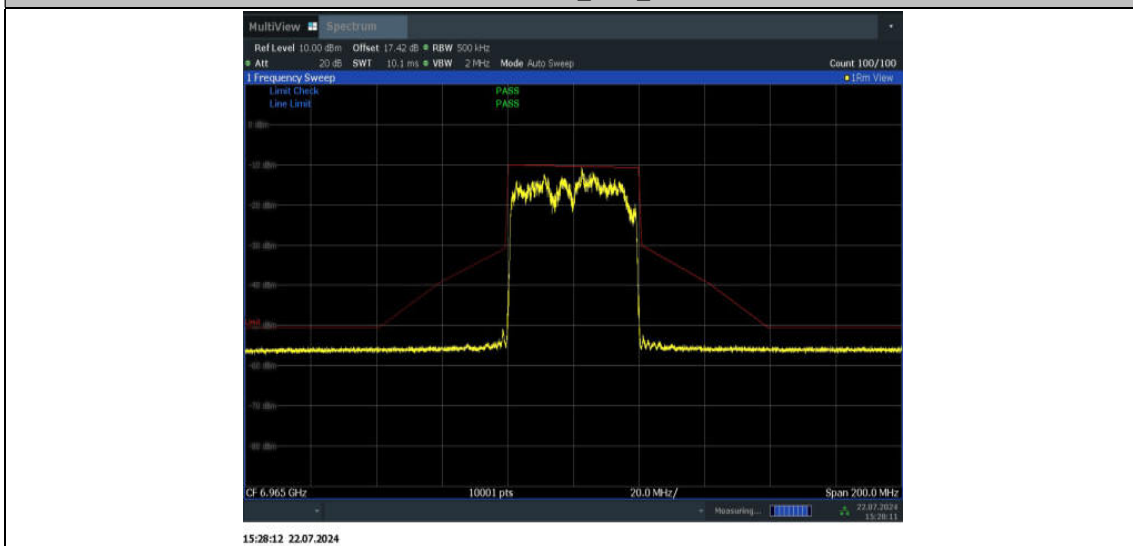 MultiView Spectrum
Ref Level 10.00 dBm Offset 17.42 dB RBW 500 kHz
Att 20 dB SWT 10.1 ms VBW 2 MHz Mode Auto Sweep Count 100/100
1 Frequency Sweep 1Rm View
Limit Check PASS
Line Limit PASS
0 dBm
-10 dBm
-20 dBm
-30 dBm
-40 dBm
-60 dBm
-70 dBm
-80 dBm
CF 6.965 GHz 10001 pts 20.0 MHz/ Span 200.0 MHz
Measuring... 22.07.2024
15:28:11
15:28:12 22.07.2024